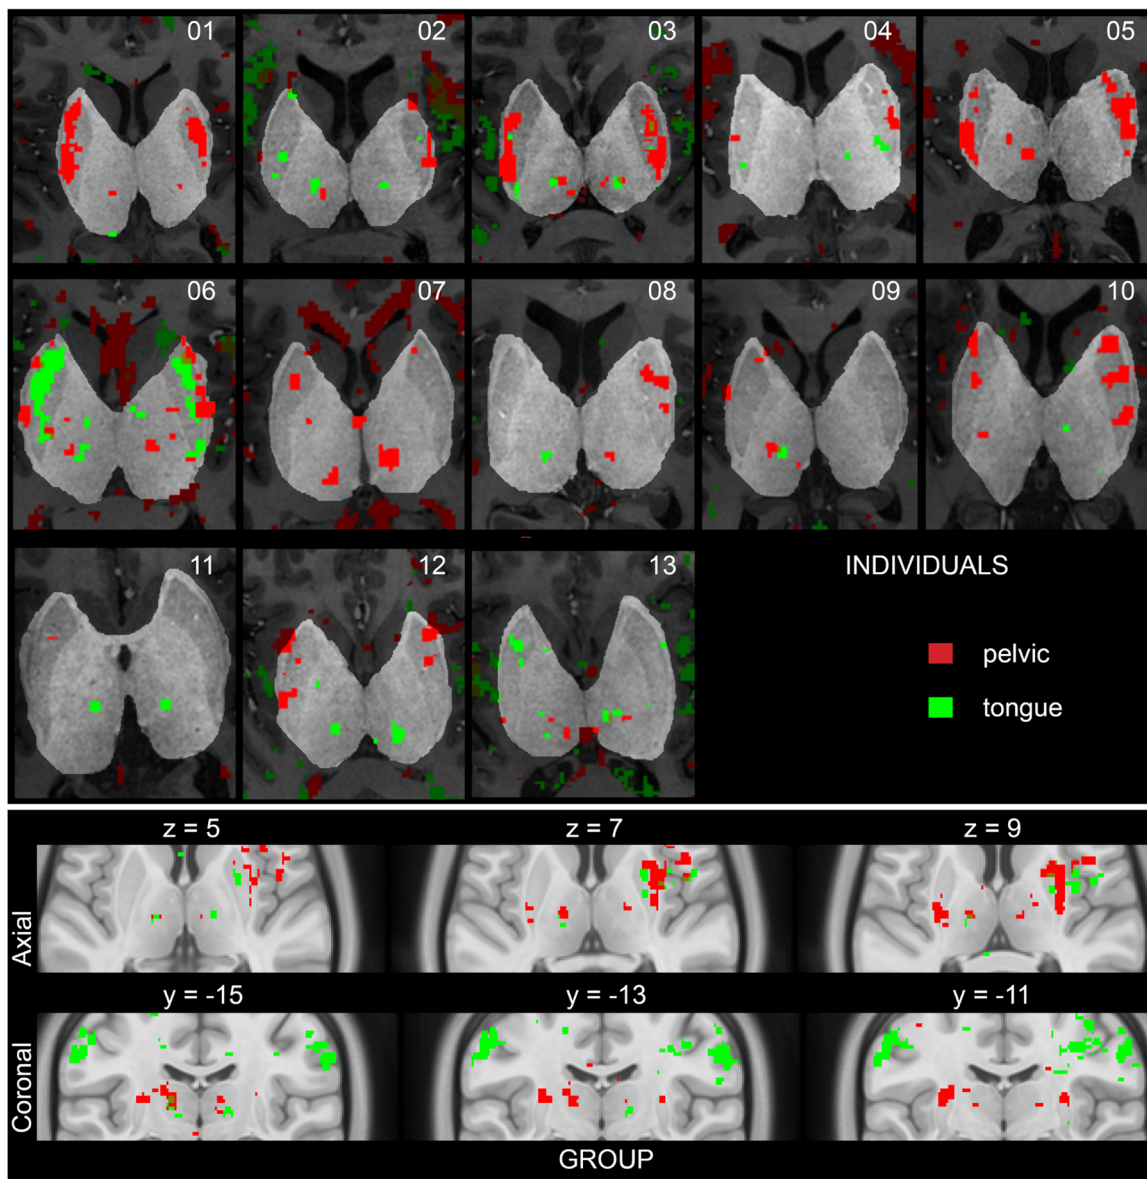 01 02 03 04 05
06 07 08 09 10
11 12 13
INDIVIDUALS
pelvic
tongue
z = 5 z = 7 z = 9
Axial
y = -15 y = -13 y = -11
Coronal
GROUP